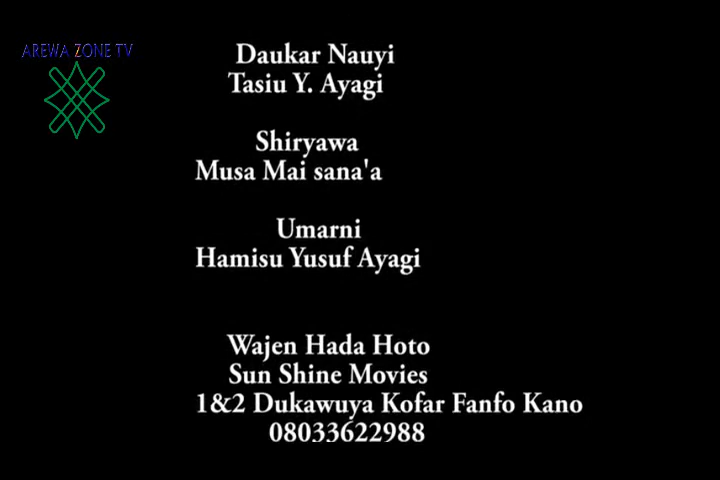 AREWA ZONE TV
Daukar Nauyi
Tasiu Y. Ayagi
Shiryawa
Musa Mai sana'a
Umarni
Hamisu Yusuf Ayagi
Wajen Hada Hoto
Sun Shine Movies
1&2 Dukawuya Kofar Fanfo Kano
08033622988